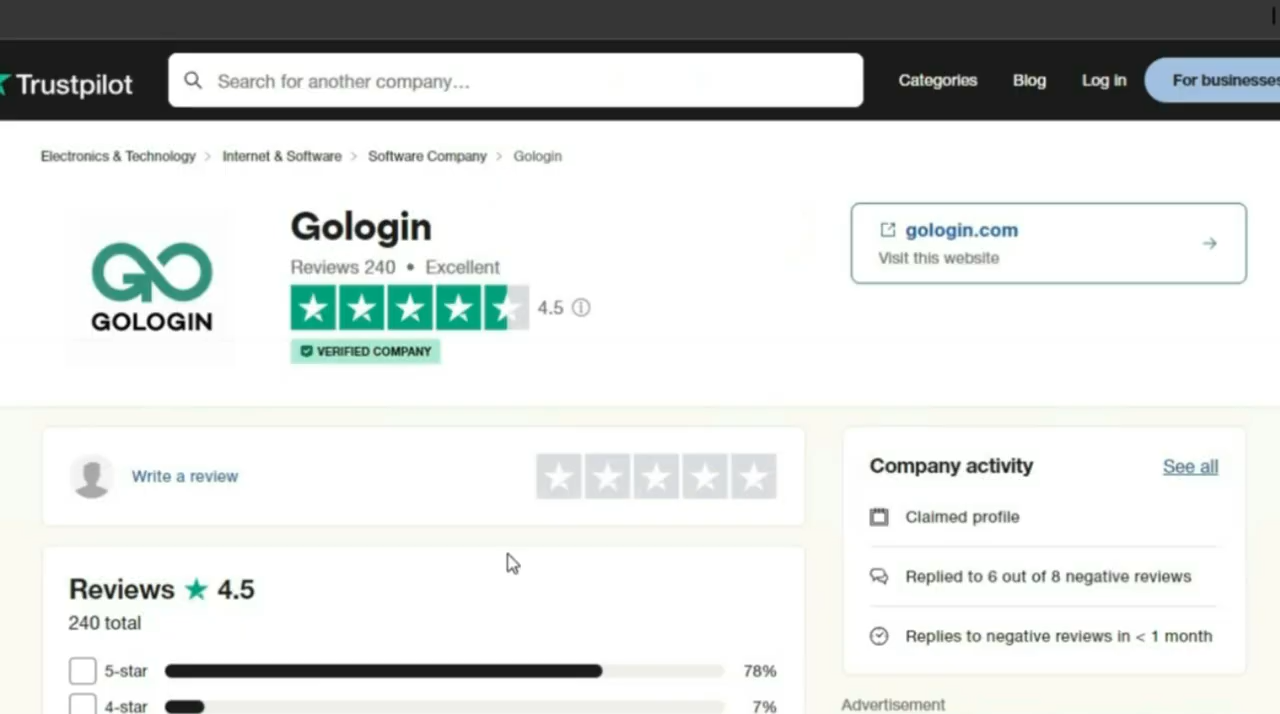 Trustpilot
Search for another company...
Categories
Blog
Log in
For businesses
Electronics & Technology > Internet & Software > Software Company > Gologin
GOLOGIN
Gologin
Reviews 240 • Excellent
4.5
VERIFIED COMPANY
gologin.com
Visit this website
Write a review
Company activity
See all
Claimed profile
Replied to 6 out of 8 negative reviews
Replies to negative reviews in < 1 month
Reviews ★ 4.5
240 total
5-star 78%
4-star 7%
Advertisement